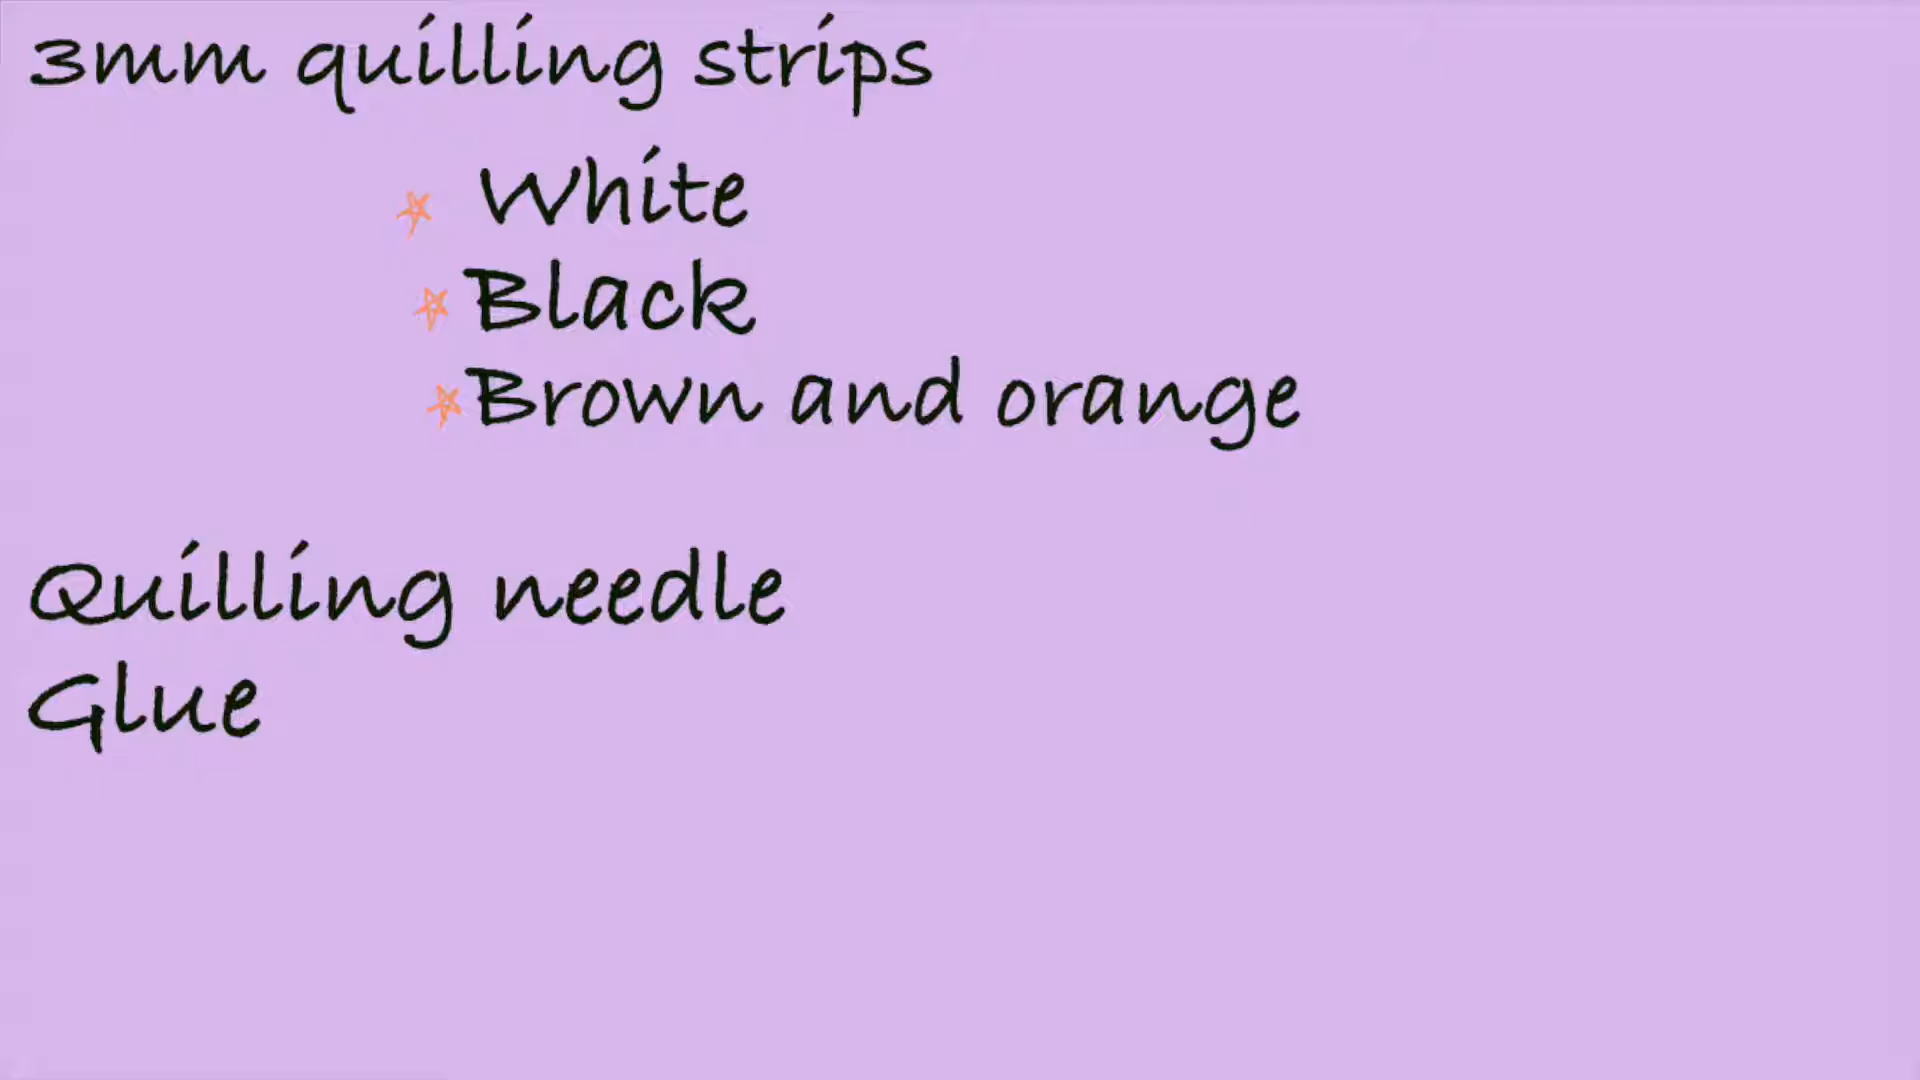 3mm quilling strips
White
Black
Brown and orange
Quilling needle
Glue